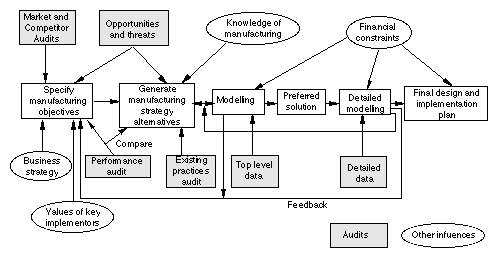 Market and
Competitor
Audits
Opportunities
and threats
Knowledge of
manufacturing
Financial
constraints
Specify
manufacturing
objectives
Generate
manufacturing
strategy
alternatives
Modelling
Preferred
solution
Detailed
modelling
Final design and
implementation
plan
Compare
Business
strategy
Performance
audit
Existing
practices
audit
Top level
data
Detailed
data
Values of key
implementors
Feedback
Audits
Other infuences